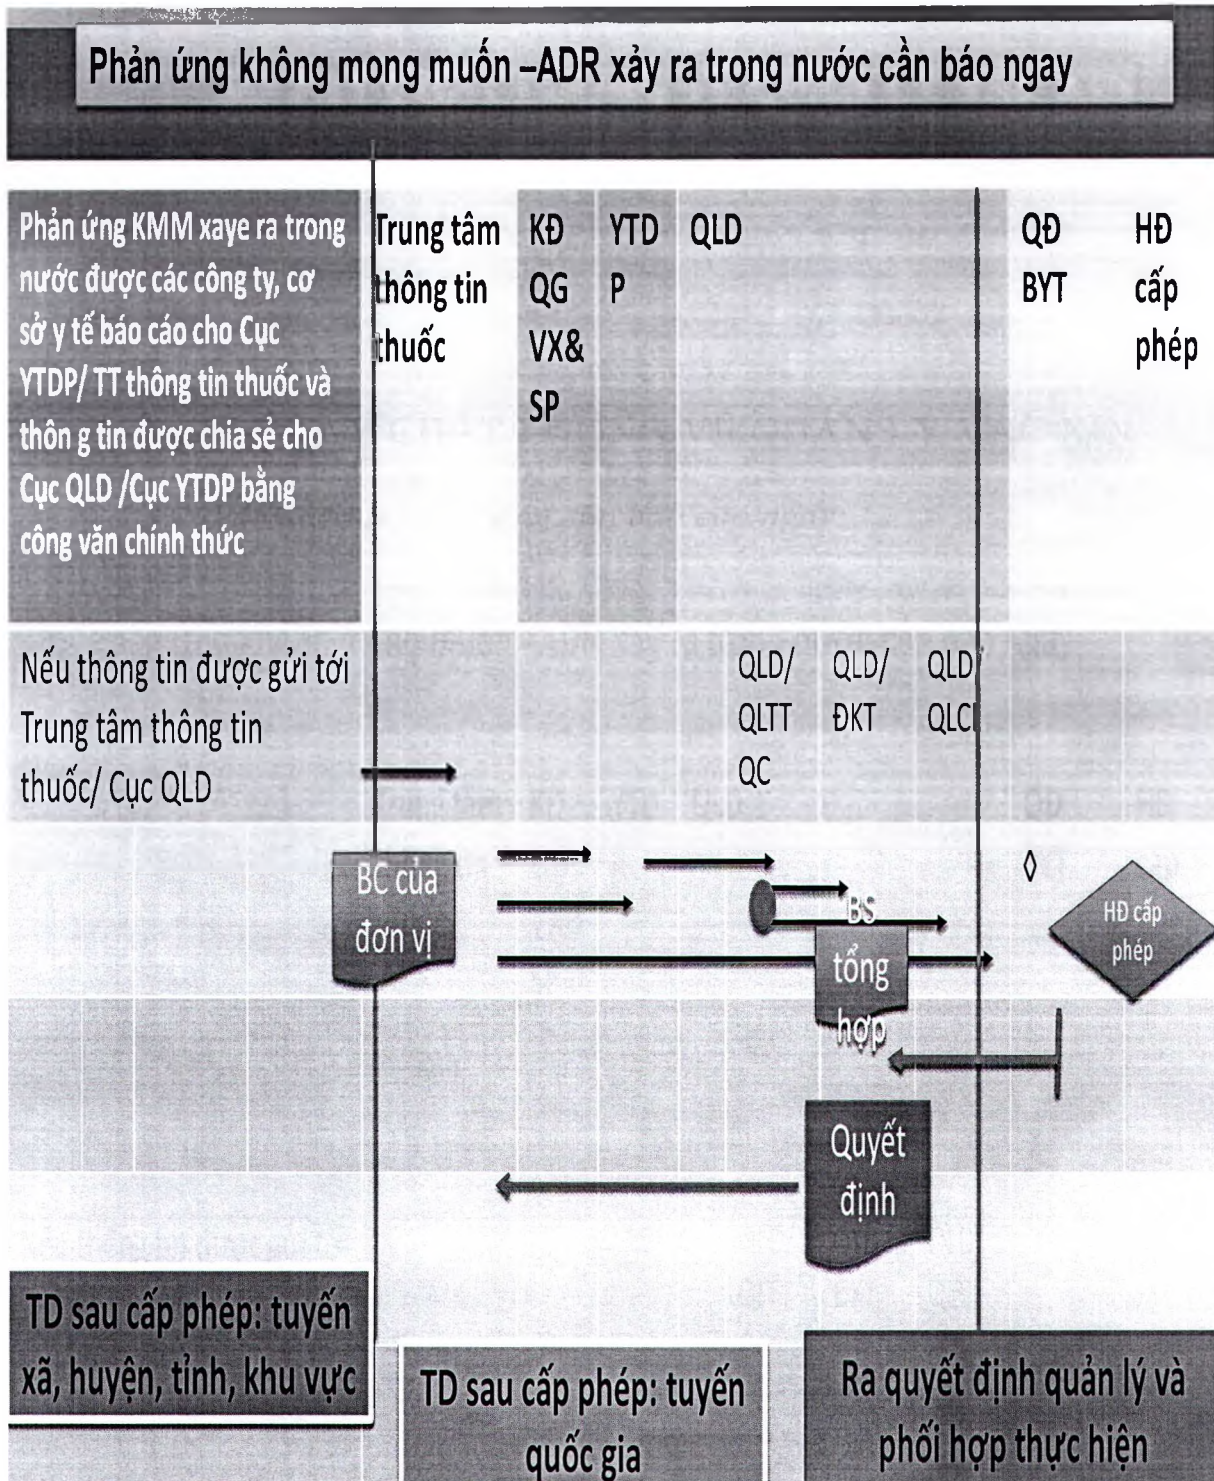 Phản ứng không mong muốn –ADR xảy ra trong nước cần báo ngay
Phản ứng KMM xaye ra trong
nước được các công ty, cơ
sở y tế báo cáo cho Cục
YTDP/ TT thông tin thuốc và
thôn g tin được chia sẻ cho
Cục QLD /Cục YTDP bằng
công văn chính thức
Trung tâm
thông tin
thuốc
KĐ
QG
VX&
SP
YTD
P
QLD
QĐ
BYT
HĐ
cấp
phép
Nếu thông tin được gửi tới
Trung tâm thông tin
thuốc/ Cục QLD
QLD/
QLTT
QC
QLD/
ĐKT
QLD/
BC của
đơn vị
BS
tổng
hợp
HĐ cấp
phép
Quyết
định
TD sau cấp phép: tuyến
xã, huyện, tỉnh, khu vực
TD sau cấp phép: tuyến
quốc gia
Ra quyết định quản lý và
phối hợp thực hiện